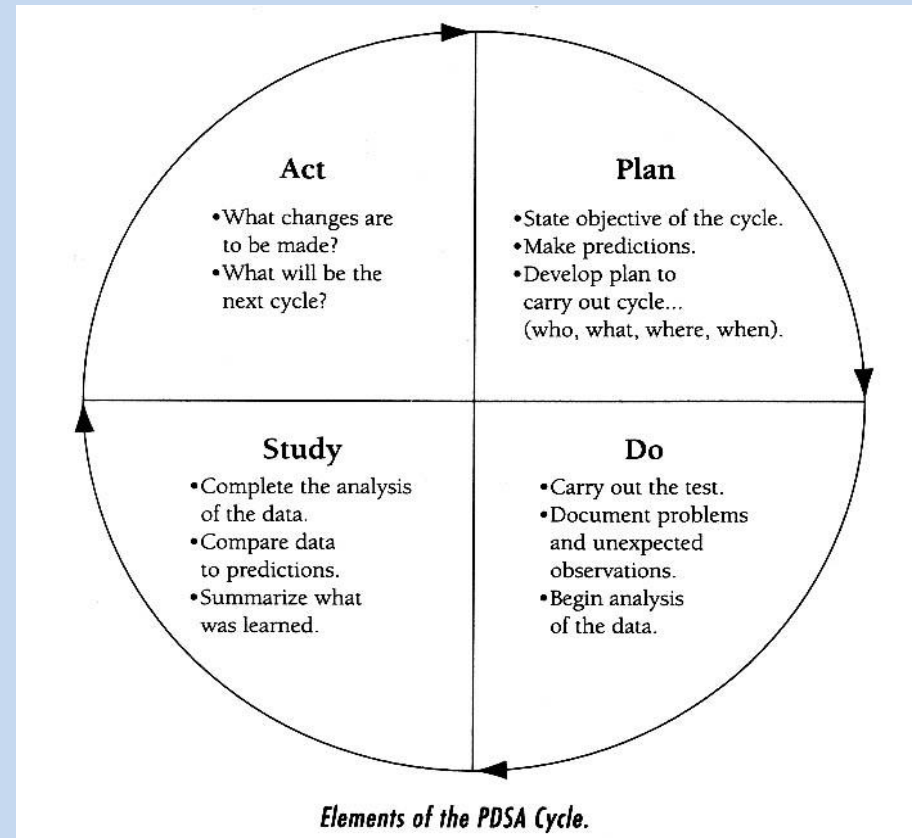 Act
•What changes are
to be made?
•What will be the
next cycle?
Plan
•State objective of the cycle.
•Make predictions.
•Develop plan to
carry out cycle...
(who, what, where, when).
Study
•Complete the analysis
of the data.
•Compare data
to predictions.
•Summarize what
was learned.
Do
•Carry out the test.
•Document problems
and unexpected
observations.
•Begin analysis
of the data.
Elements of the PDSA Cycle.